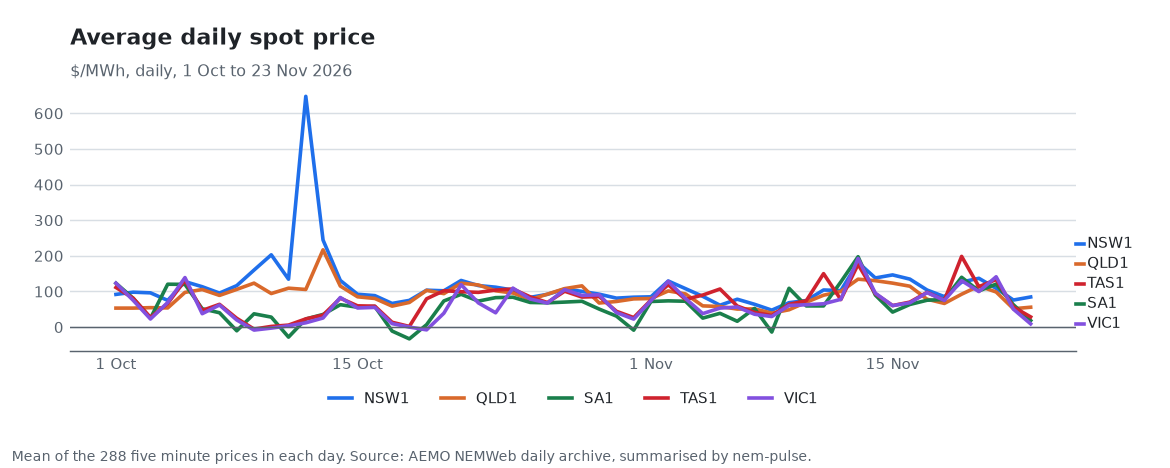 Average daily spot price
$/MWh, daily, 1 Oct to 23 Nov 2026
600
500
400
300
200
100
0
NSW1
QLD1
TAS1
SA1
VIC1
1 Oct
15 Oct
1 Nov
15 Nov
NSW1
QLD1
SA1
TAS1
VIC1
Mean of the 288 five minute prices in each day. Source: AEMO NEMWeb daily archive, summarised by nem-pulse.